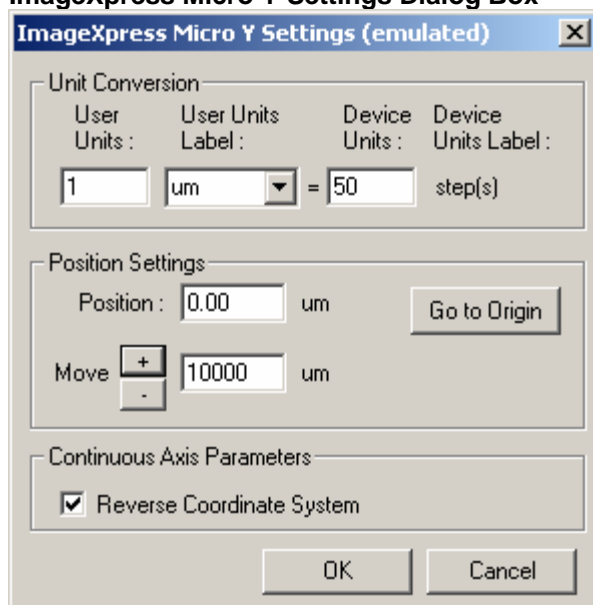 ImageXpress Micro Y Settings Dialog Box
ImageXpress Micro Y Settings (emulated)
Unit Conversion
User Units : User Units Label : Device Units : Device Units Label :
1 um = 50 step(s)
Position Settings
Position : 0.00 um Go to Origin
Move + - 10000 um
Continuous Axis Parameters
Reverse Coordinate System
OK Cancel